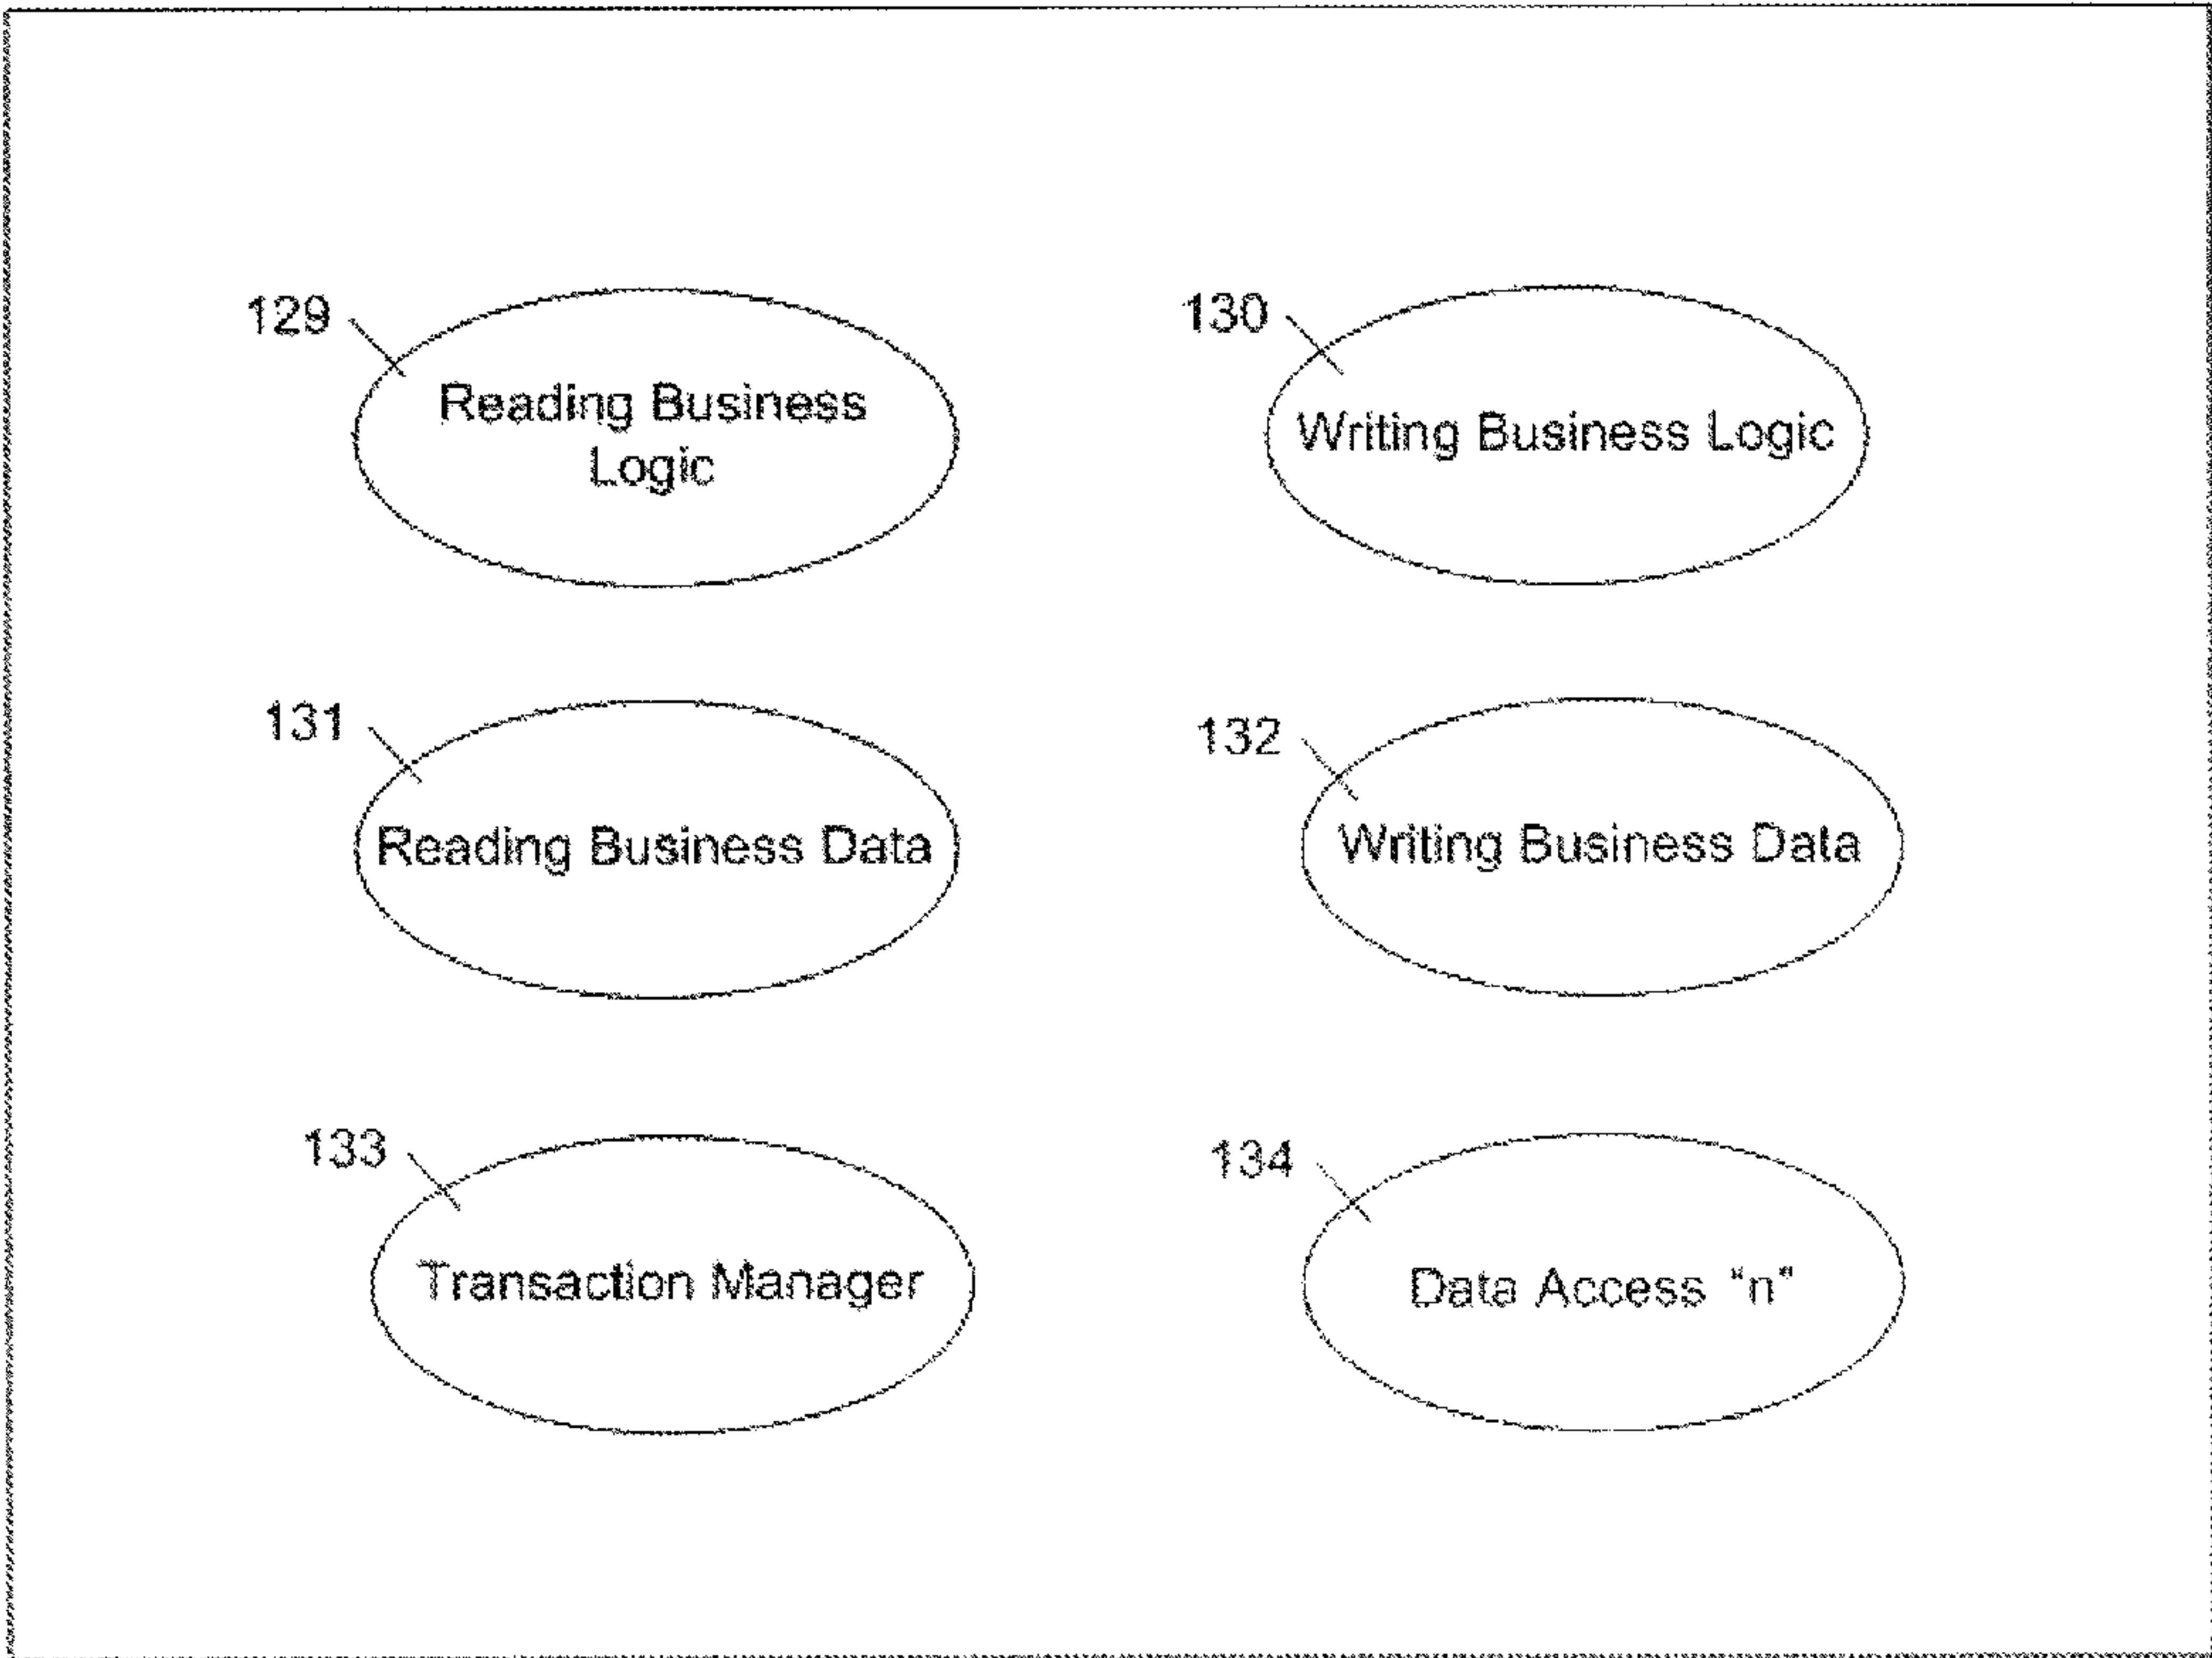 129
Reading Business
Logic
130
Writing Business Logic
131
Reading Business Data
132
Writing Business Data
133
Transaction Manager
134
Data Access "n"